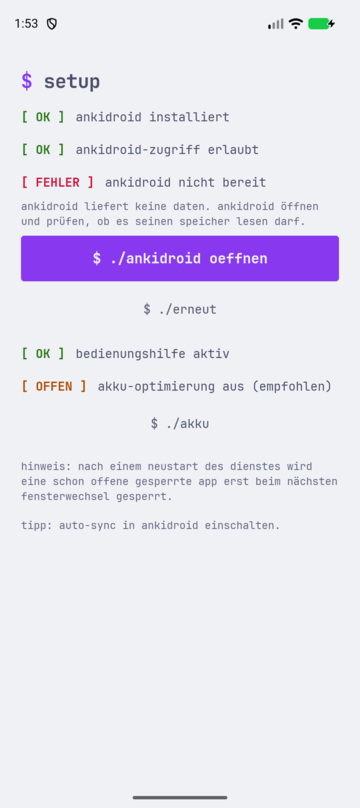 1:53
$ setup
[ OK ] ankidroid installiert
[ OK ] ankidroid-zugriff erlaubt
[ FEHLER ] ankidroid nicht bereit
ankidroid liefert keine daten. ankidroid öffnen
und prüfen, ob es seinen speicher lesen darf.
$ ./ankidroid oeffnen
$ ./erneut
[ OK ] bedienungshilfe aktiv
[ OFFEN ] akku-optimierung aus (empfohlen)
$ ./akku
hinweis: nach einem neustart des dienstes wird
eine schon offene gesperrte app erst beim nächsten
fensterwechsel gesperrt.
tipp: auto-sync in ankidroid einschalten.